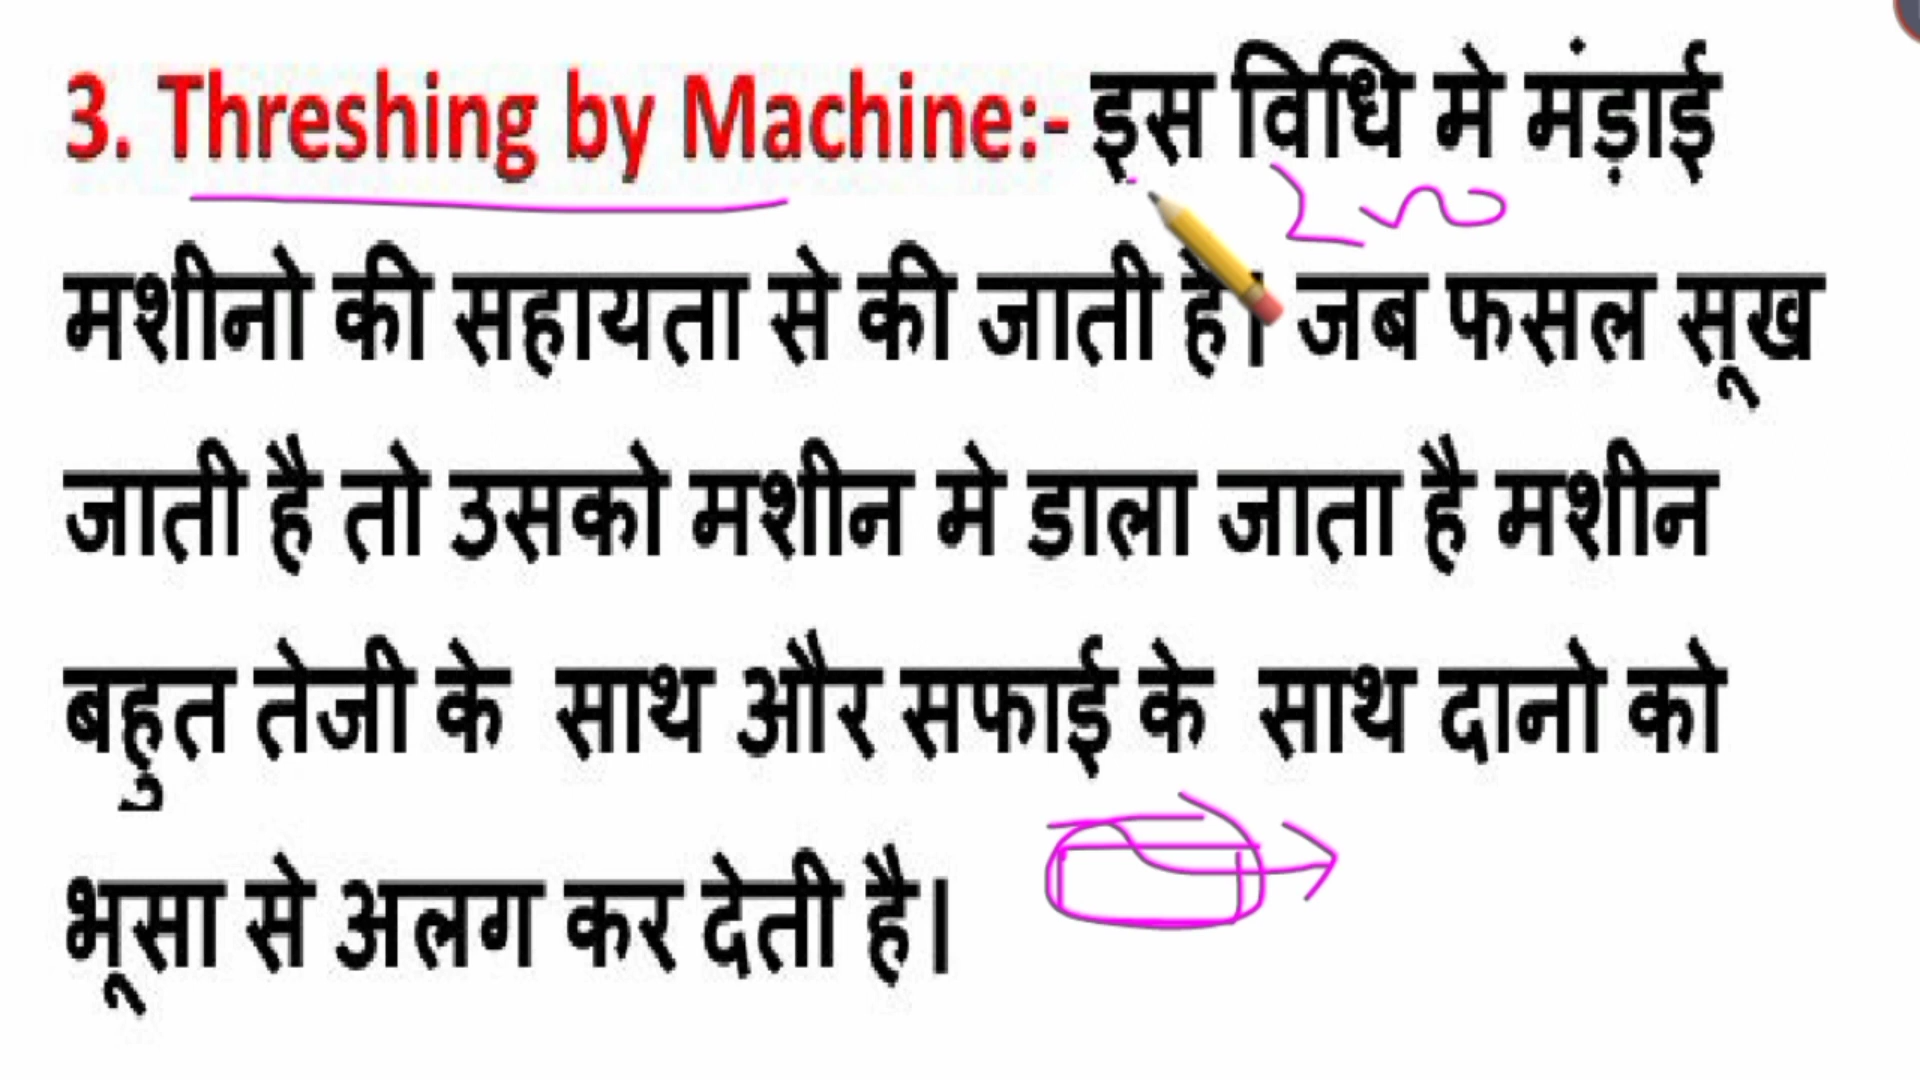 3. Threshing by Machine:- इस विधि मे मंड़ाई
मशीनो की सहायता से की जाती है। जब फसल सूख
जाती है तो उसको मशीन मे डाला जाता है मशीन
बहुत तेजी के साथ और सफाई के साथ दानो को
भूसा से अलग कर देती है।